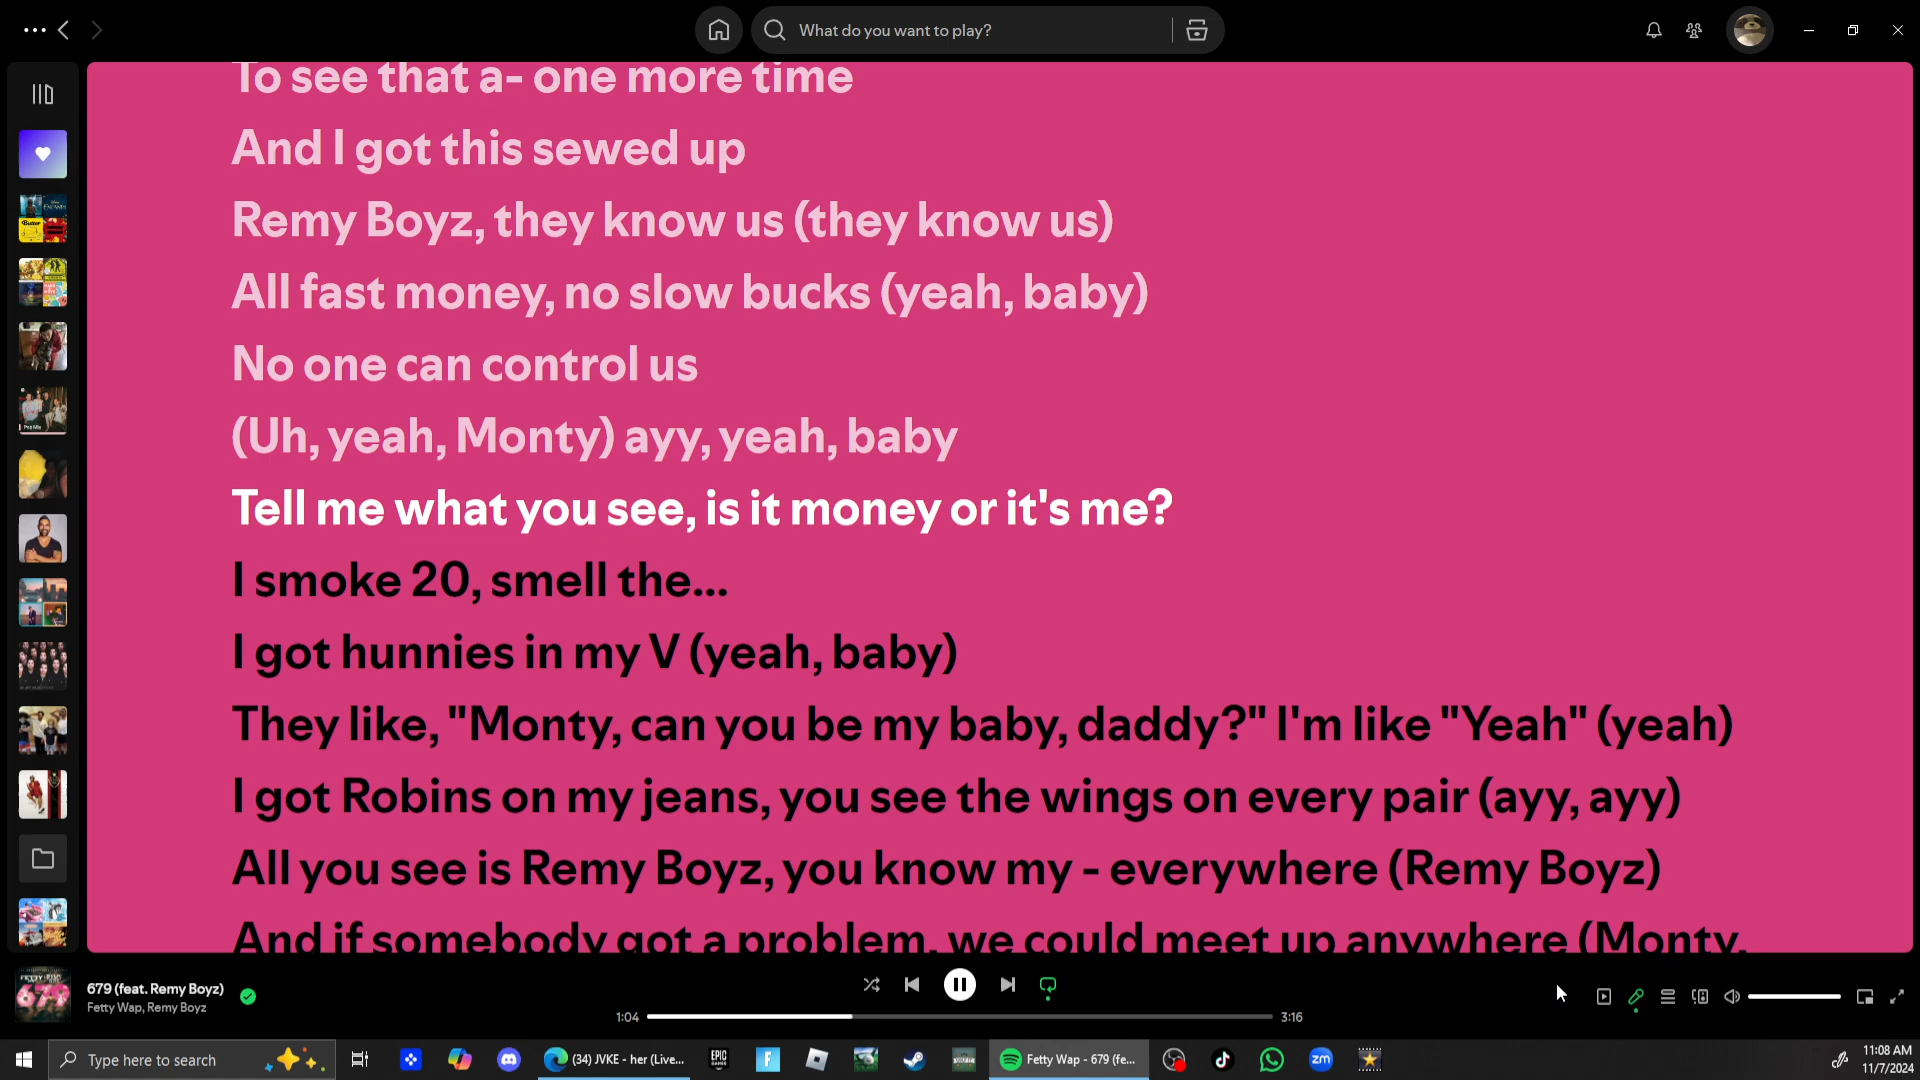 What do you want to play?
To see that a- one more time
And I got this sewed up
Remy Boyz, they know us (they know us)
All fast money, no slow bucks (yeah, baby)
No one can control us
(Uh, yeah, Monty) ayy, yeah, baby
Tell me what you see, is it money or it's me?
I smoke 20, smell the...
I got hunnies in my V (yeah, baby)
They like, "Monty, can you be my baby, daddy?" I'm like "Yeah" (yeah)
I got Robins on my jeans, you see the wings on every pair (ayy, ayy)
All you see is Remy Boyz, you know my - everywhere (Remy Boyz)
And if somebody got a problem, we could meet up anywhere (Monty,
679 (feat. Remy Boyz)
Fetty Wap, Remy Boyz
1:04
3:16
Type here to search
(34) JVKE - her (Live...
EPIC
GAMES
Fetty Wap - 679 (fe...
zm
11:08 AM
11/7/2024